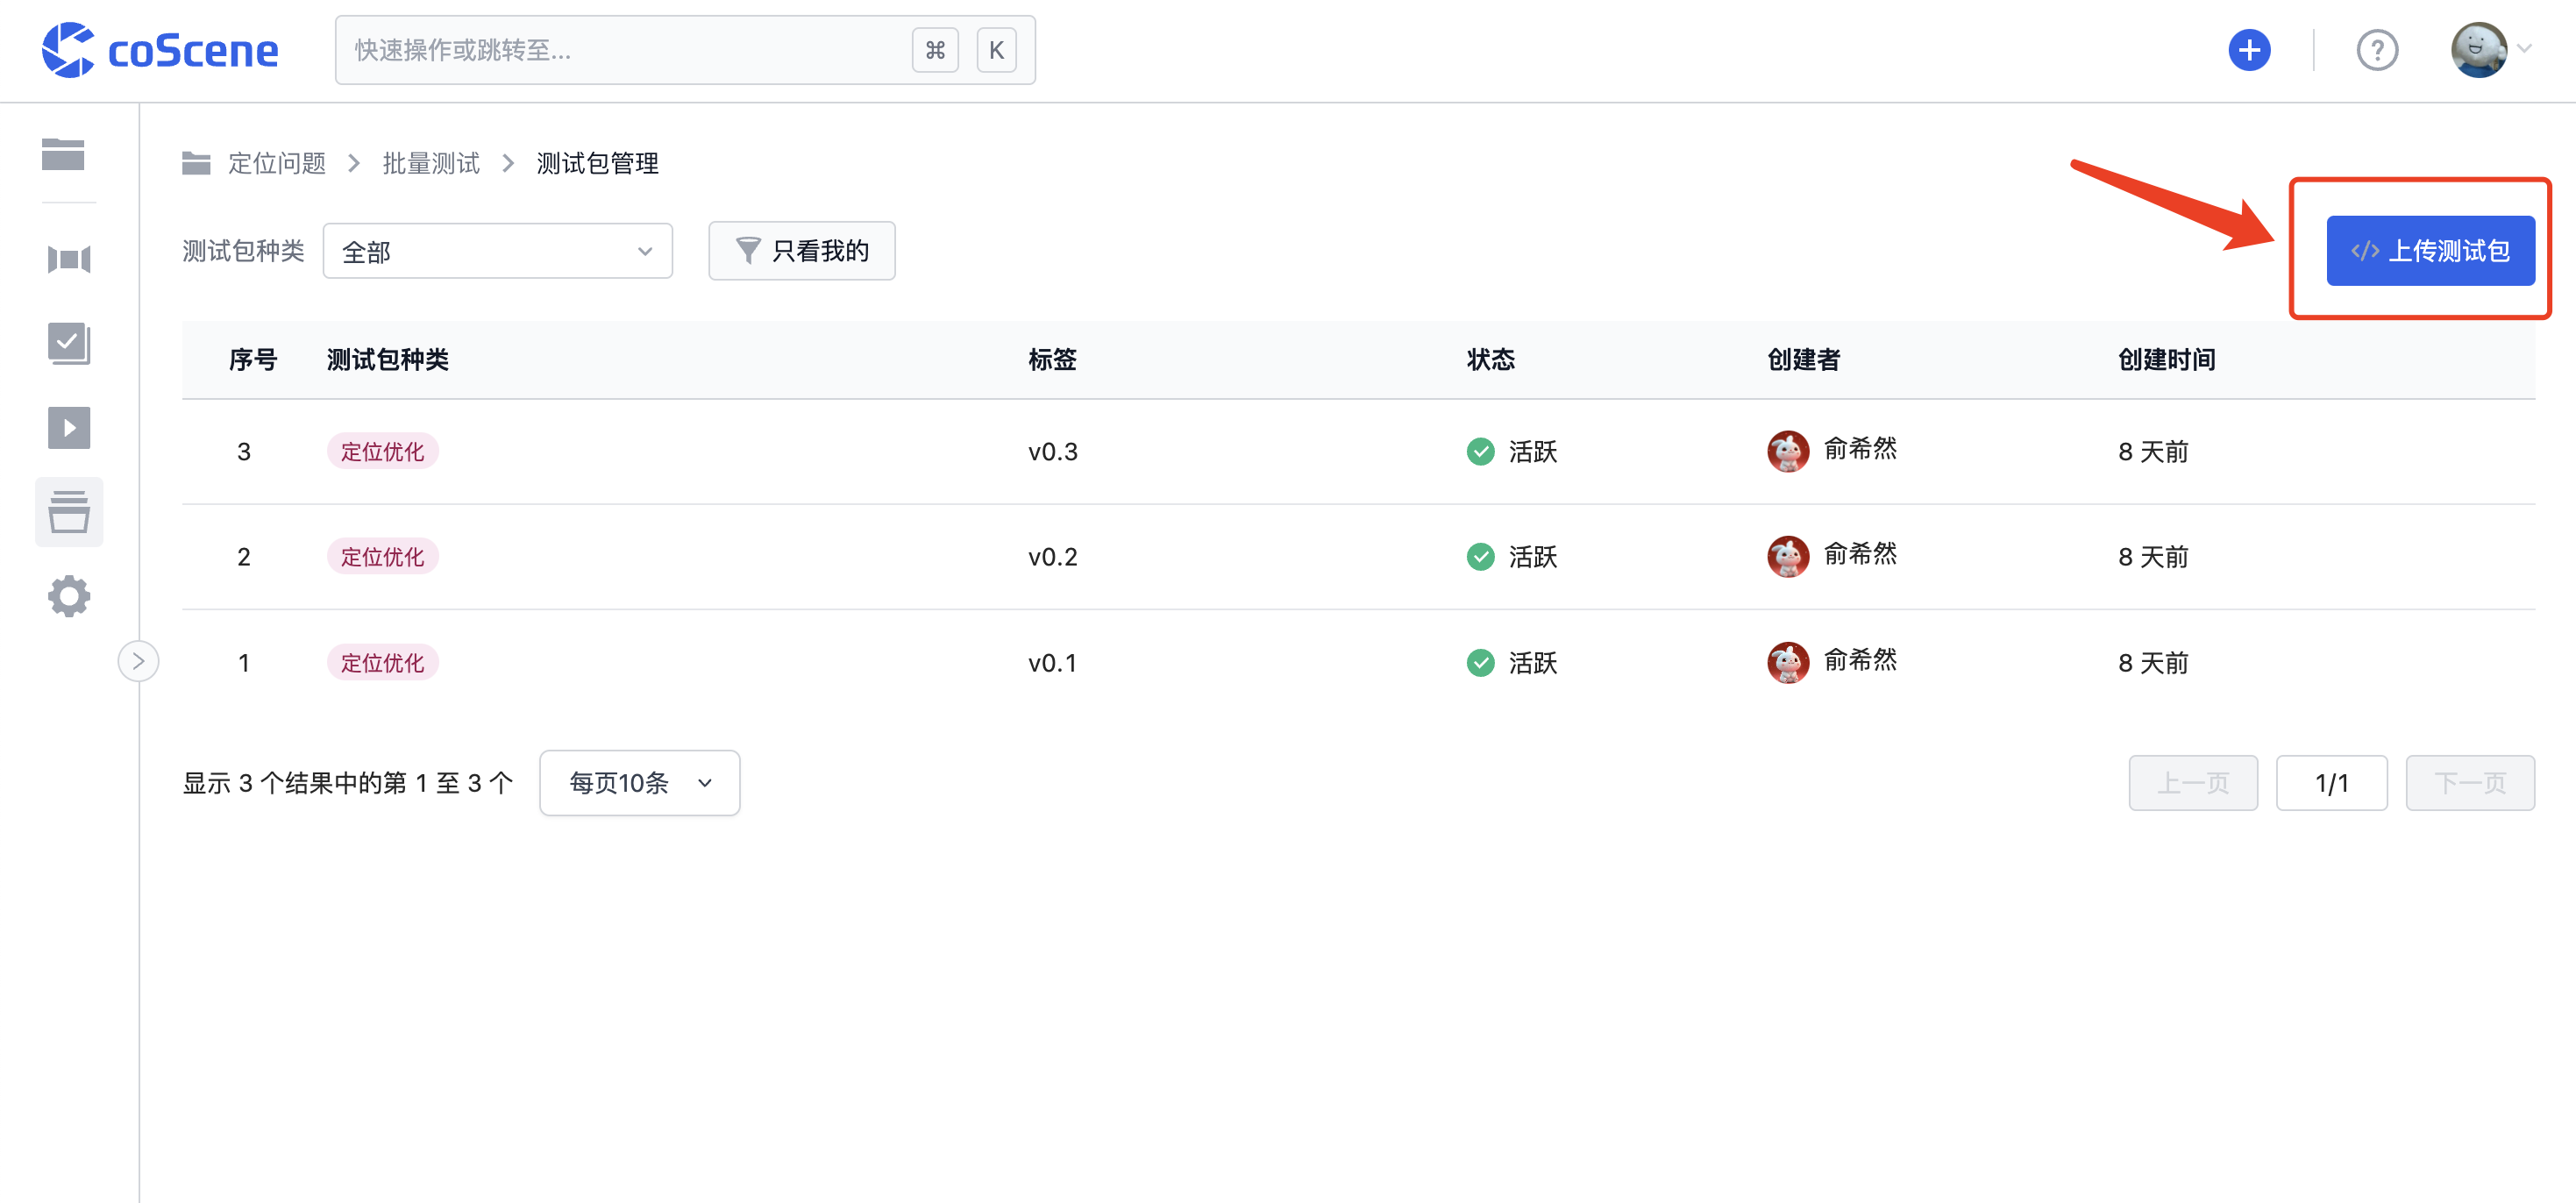 coScene
快速操作或跳转至... ⌘ K
定位问题 > 批量测试 > 测试包管理
测试包种类 全部 只看我的 </> 上传测试包
序号 测试包种类 标签 状态 创建者 创建时间
3 定位优化 v0.3 活跃 俞希然 8 天前
2 定位优化 v0.2 活跃 俞希然 8 天前
1 定位优化 v0.1 活跃 俞希然 8 天前
显示 3 个结果中的第 1 至 3 个 每页10条 上一页 1/1 下一页